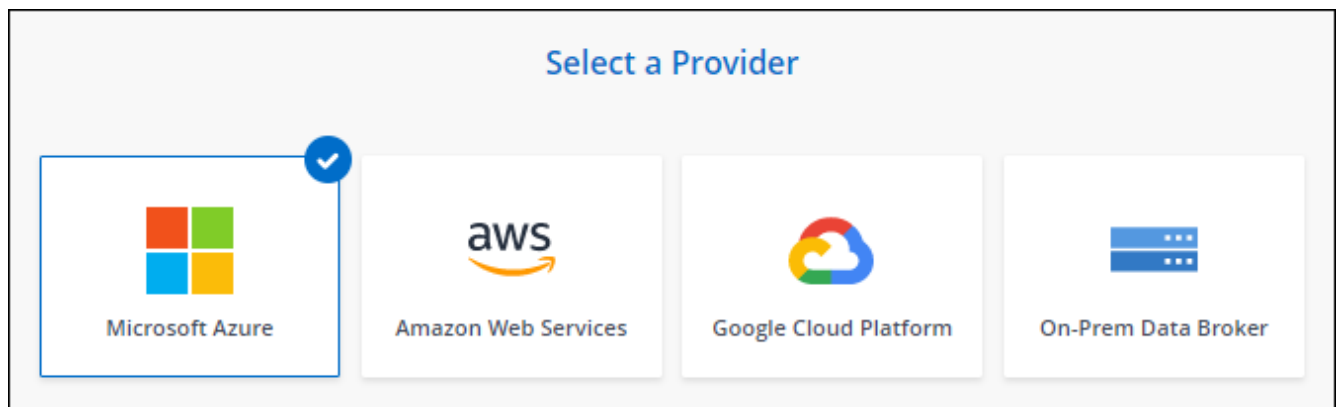 Select a Provider
aws
Microsoft Azure
Amazon Web Services
Google Cloud Platform
On-Prem Data Broker